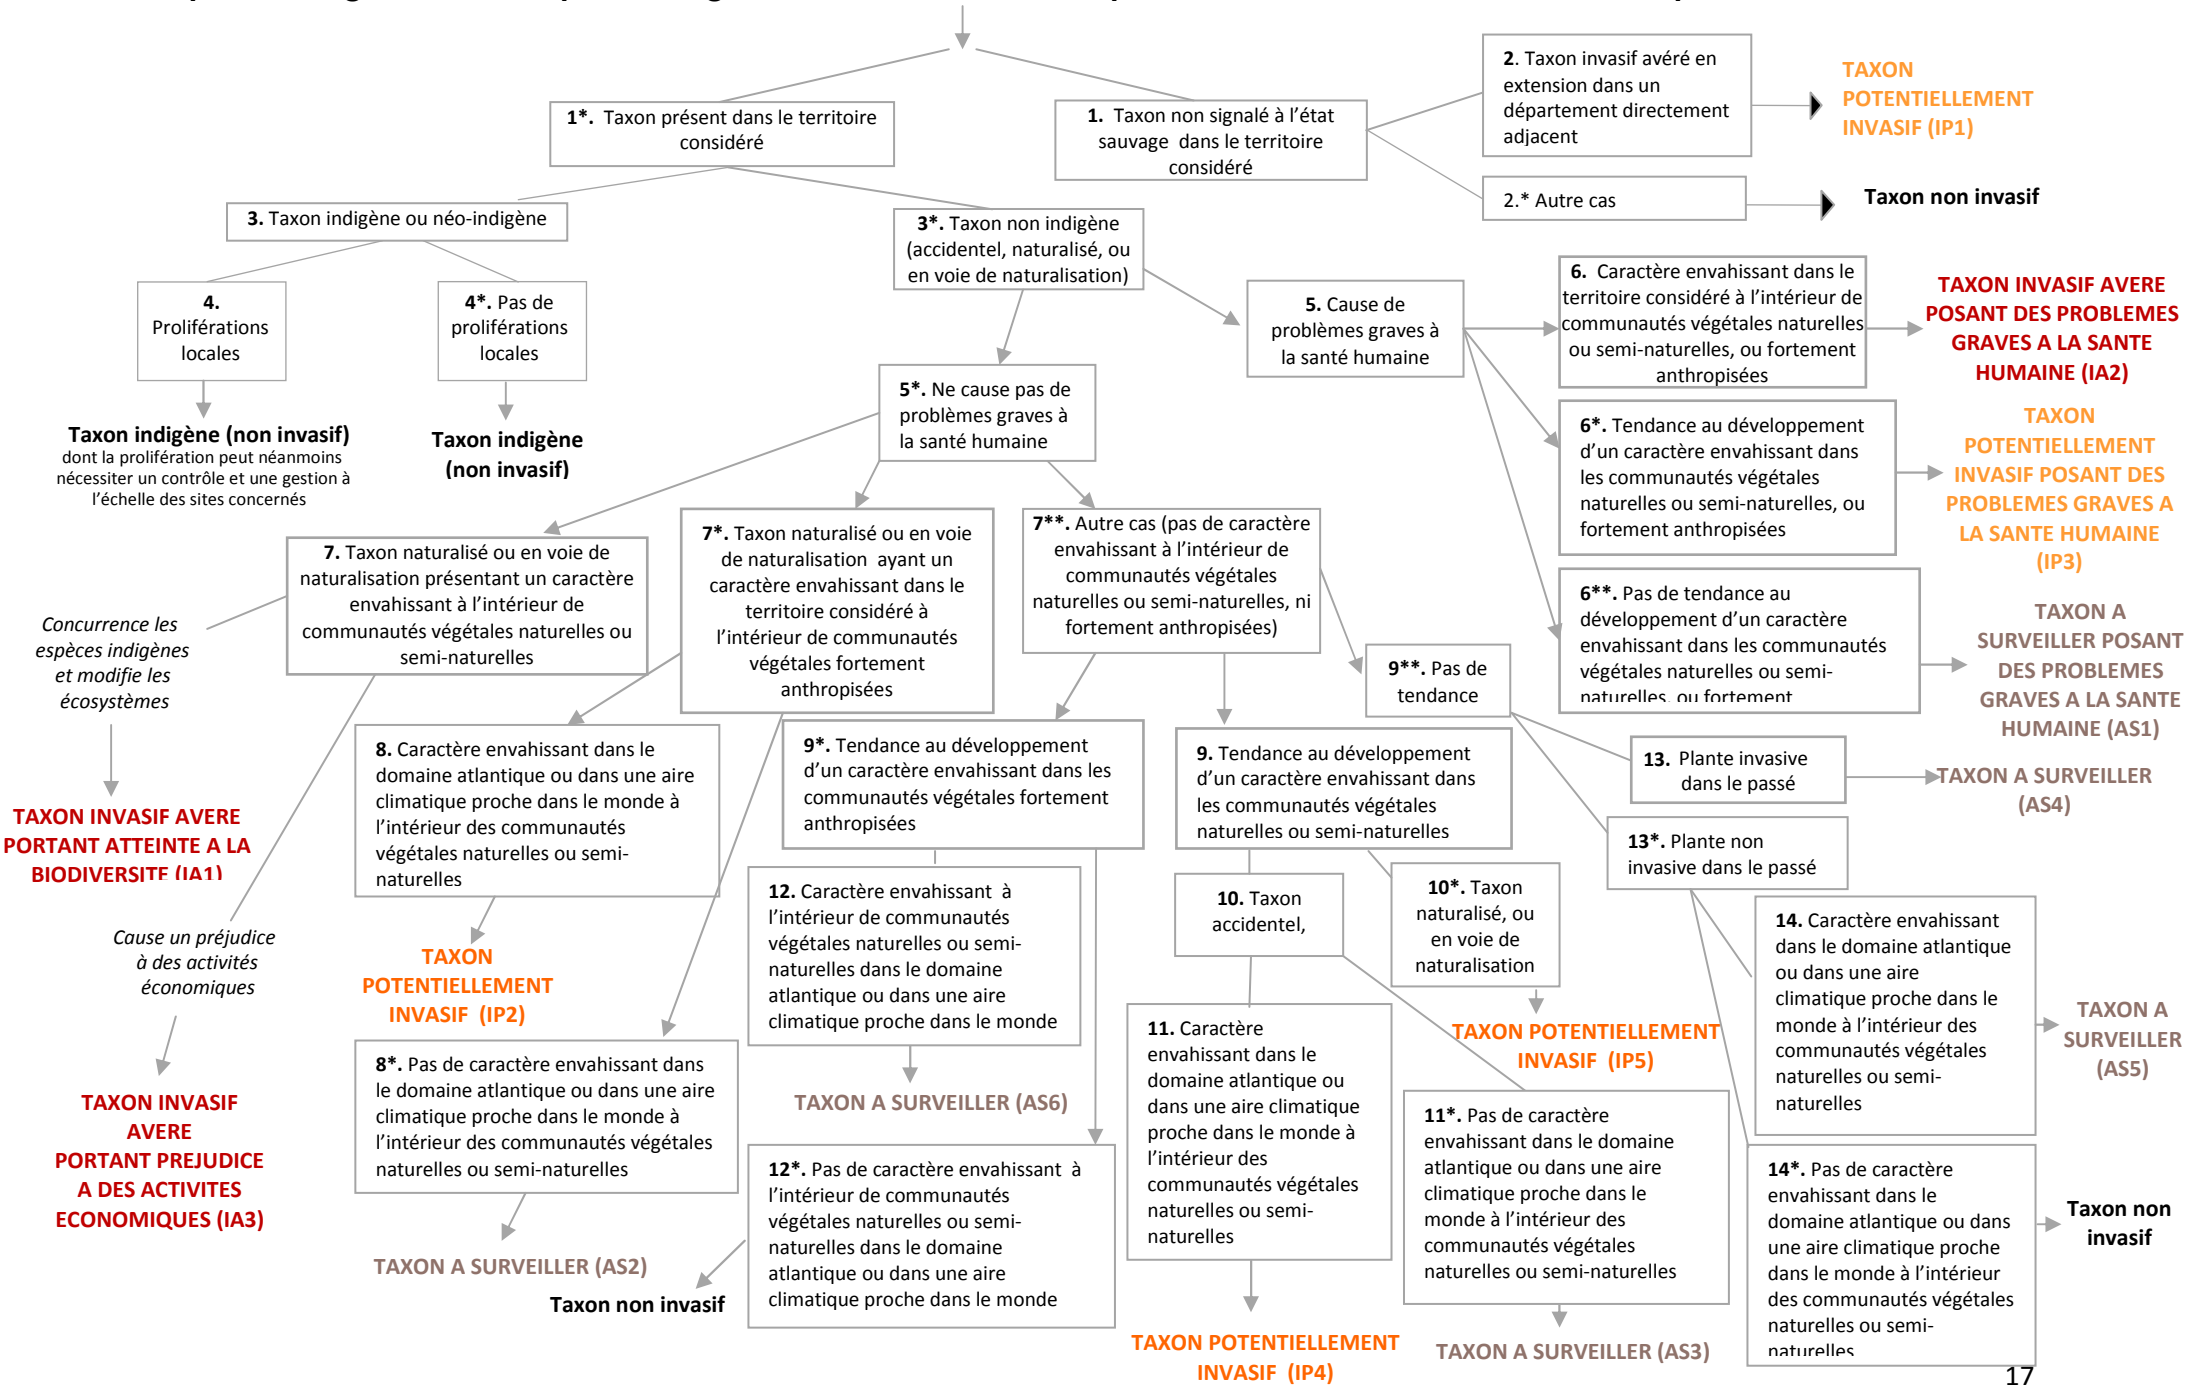 2. Taxon invasif avéré en
extension dans un
département directement
adjacent
TAXON
POTENTIELLEMENT
INVASIF (IP1)
1*. Taxon présent dans le territoire
considéré
1. Taxon non signalé à l’état
sauvage dans le territoire
considéré
2.* Autre cas
Taxon non invasif
3. Taxon indigène ou néo-indigène
3*. Taxon non indigène
(accidentel, naturalisé, ou
en voie de naturalisation)
4.
Proliférations
locales
4*. Pas de
proliférations
locales
5. Cause de
problèmes graves à
la santé humaine
6. Caractère envahissant dans le
territoire considéré à l’intérieur de
communautés végétales naturelles
ou semi-naturelles, ou fortement
anthropisées
TAXON INVASIF AVERE
POSANT DES PROBLEMES
GRAVES A LA SANTE
HUMAINE (IA2)
5*. Ne cause pas de
problèmes graves à
la santé humaine
Taxon indigène (non invasif)
dont la prolifération peut néanmoins
nécessiter un contrôle et une gestion à
l’échelle des sites concernés
Taxon indigène
(non invasif)
6*. Tendance au développement
d’un caractère envahissant dans
les communautés végétales
naturelles ou semi-naturelles, ou
fortement anthropisées
TAXON
POTENTIELLEMENT
INVASIF POSANT DES
PROBLEMES GRAVES A
LA SANTE HUMAINE
(IP3)
7. Taxon naturalisé ou en voie de
naturalisation présentant un caractère
envahissant à l’intérieur de
communautés végétales naturelles ou
semi-naturelles
7*. Taxon naturalisé ou en voie
de naturalisation ayant un
caractère envahissant dans le
territoire considéré à
l’intérieur de communautés
végétales fortement
anthropisées
7**. Autre cas (pas de caractère
envahissant à l’intérieur de
communautés végétales
naturelles ou semi-naturelles, ni
fortement anthropisées)
6**. Pas de tendance au
développement d’un caractère
envahissant dans les communautés
végétales naturelles ou semi-
naturelles, ou fortement
TAXON A
SURVEILLER POSANT
DES PROBLEMES
GRAVES A LA SANTE
HUMAINE (AS1)
Concurrence les
espèces indigènes
et modifie les
écosystèmes
9**. Pas de
tendance
8. Caractère envahissant dans le
domaine atlantique ou dans une aire
climatique proche dans le monde à
l’intérieur des communautés
végétales naturelles ou semi-
naturelles
9*. Tendance au développement
d’un caractère envahissant dans les
communautés végétales fortement
anthropisées
9. Tendance au développement
d’un caractère envahissant dans
les communautés végétales
naturelles ou semi-naturelles
13. Plante invasive
dans le passé
TAXON A SURVEILLER
(AS4)
TAXON INVASIF AVERE
PORTANT ATTEINTE A LA
BIODIVERSITE (IA1)
13*. Plante non
invasive dans le passé
12. Caractère envahissant à
l’intérieur de communautés
végétales naturelles ou semi-
naturelles dans le domaine
atlantique ou dans une aire
climatique proche dans le monde
10. Taxon
accidentel,
10*. Taxon
naturalisé, ou
en voie de
naturalisation
14. Caractère envahissant
dans le domaine atlantique
ou dans une aire
climatique proche dans le
monde à l’intérieur des
communautés végétales
naturelles ou semi-
naturelles
TAXON A
SURVEILLER
(AS5)
Cause un préjudice
à des activités
économiques
TAXON
POTENTIELLEMENT
INVASIF (IP2)
11. Caractère
envahissant dans le
domaine atlantique ou
dans une aire climatique
proche dans le monde à
l’intérieur des
communautés végétales
naturelles ou semi-
naturelles
TAXON POTENTIELLEMENT
INVASIF (IP5)
8*. Pas de caractère envahissant dans
le domaine atlantique ou dans une aire
climatique proche dans le monde à
l’intérieur des communautés végétales
naturelles ou semi-naturelles
TAXON A SURVEILLER (AS6)
11*. Pas de caractère
envahissant dans le domaine
atlantique ou dans une aire
climatique proche dans le
monde à l’intérieur des
communautés végétales
naturelles ou semi-naturelles
TAXON INVASIF
AVERE
PORTANT PREJUDICE
A DES ACTIVITES
ECONOMIQUES (IA3)
12*. Pas de caractère envahissant à
l’intérieur de communautés
végétales naturelles ou semi-
naturelles dans le domaine
atlantique ou dans une aire
climatique proche dans le monde
14*. Pas de caractère
envahissant dans le
domaine atlantique ou dans
une aire climatique proche
dans le monde à l’intérieur
des communautés végétales
naturelles ou semi-
naturelles
Taxon non
invasif
TAXON A SURVEILLER (AS2)
Taxon non invasif
TAXON POTENTIELLEMENT
INVASIF (IP4)
TAXON A SURVEILLER (AS3)
17